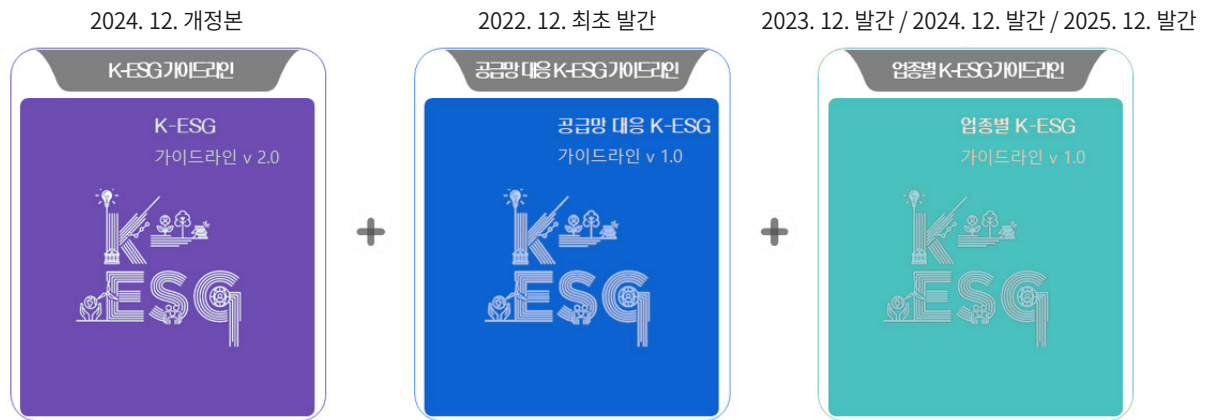 2024. 12. 개정본
2022. 12. 최초 발간
2023. 12. 발간 / 2024. 12. 발간 / 2025. 12. 발간
K-ESG 가이드라인
공급망 대응 K-ESG 가이드라인
업종별 K-ESG 가이드라인
K-ESG
가이드라인 v 2.0
공급망 대응 K-ESG
가이드라인 v 1.0
업종별 K-ESG
가이드라인 v 1.0
K-
ESG
+
K-
ESG
+
K-
ESG